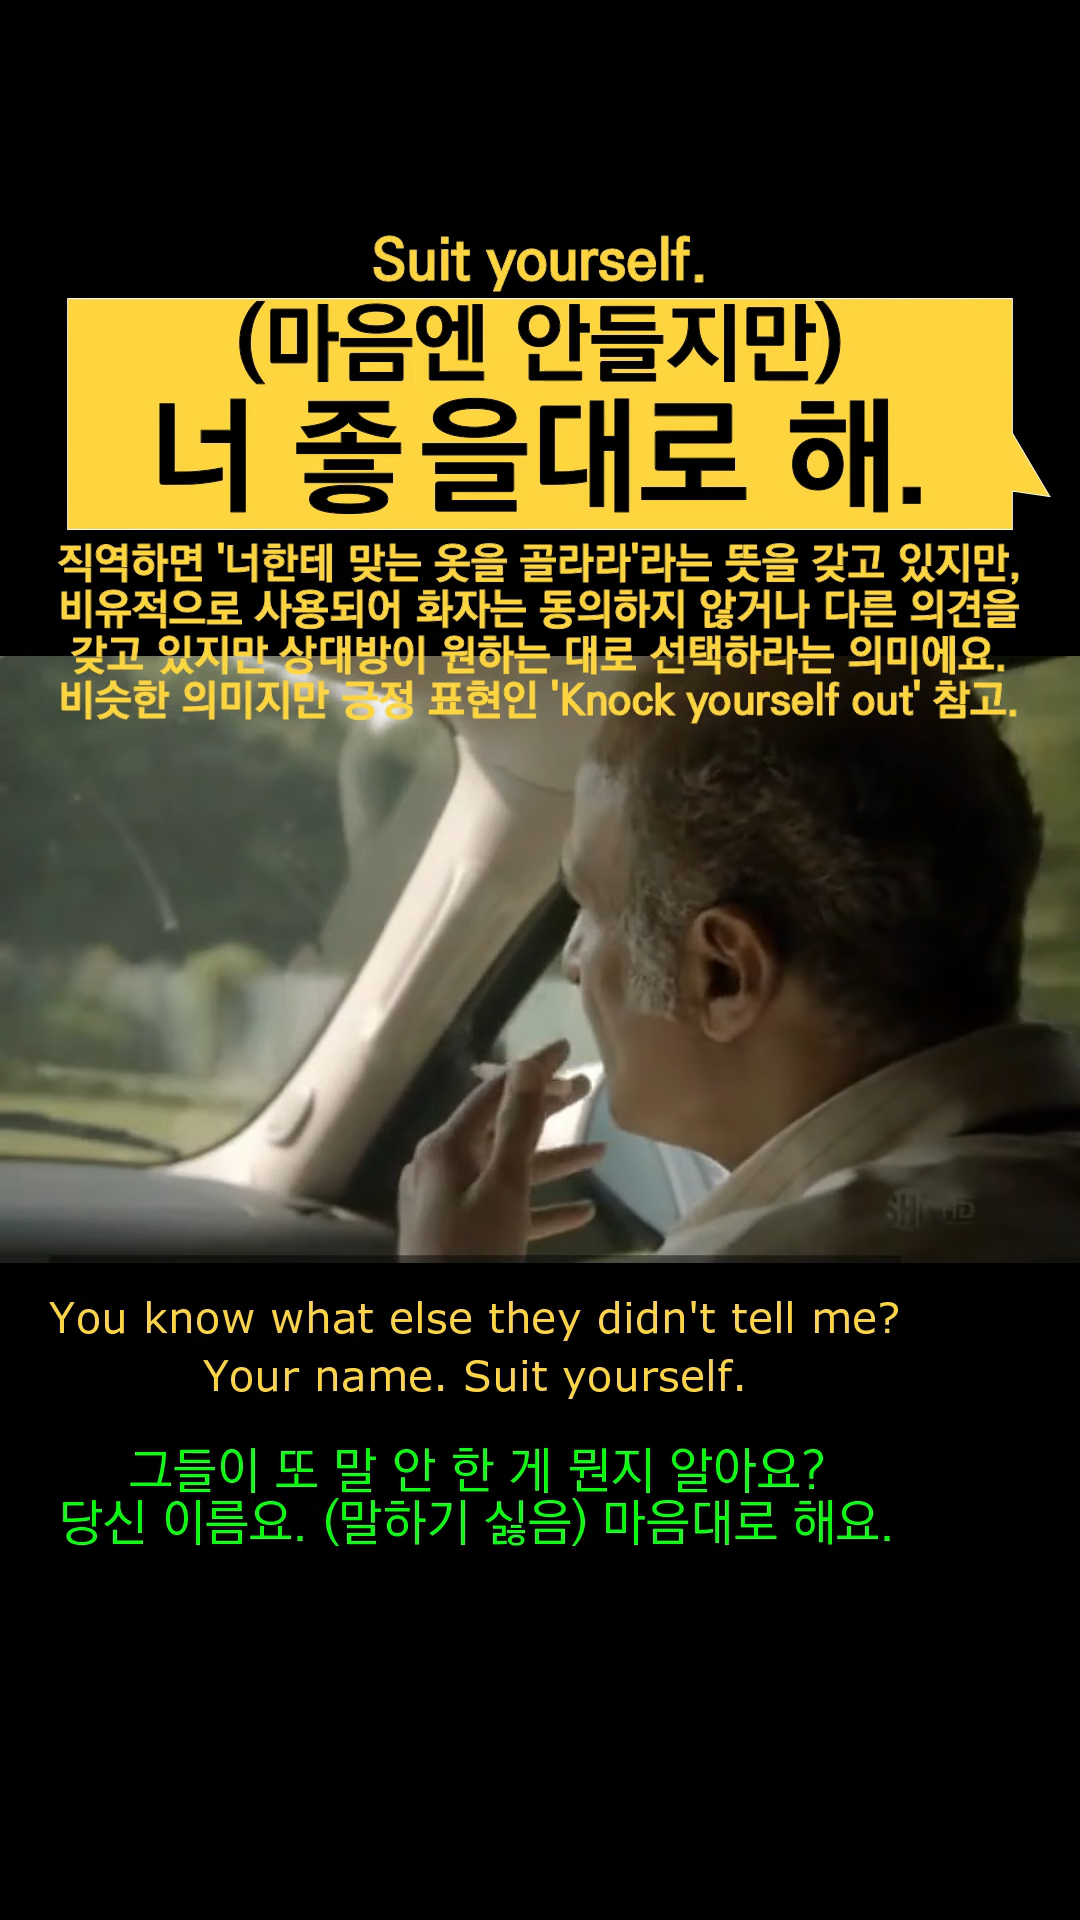 Suit yourself.
(마음엔 안들지만)
너 좋을대로 해.
직역하면 '너한테 맞는 옷을 골라라'라는 뜻을 갖고 있지만,
비유적으로 사용되어 화자는 동의하지 않거나 다른 의견을
갖고 있지만 상대방이 원하는 대로 선택하라는 의미에요.
비슷한 의미지만 긍정 표현인 'Knock yourself out' 참고.
You know what else they didn't tell me?
Your name. Suit yourself.
그들이 또 말 안 한 게 뭔지 알아요?
당신 이름요. (말하기 싫음) 마음대로 해요.